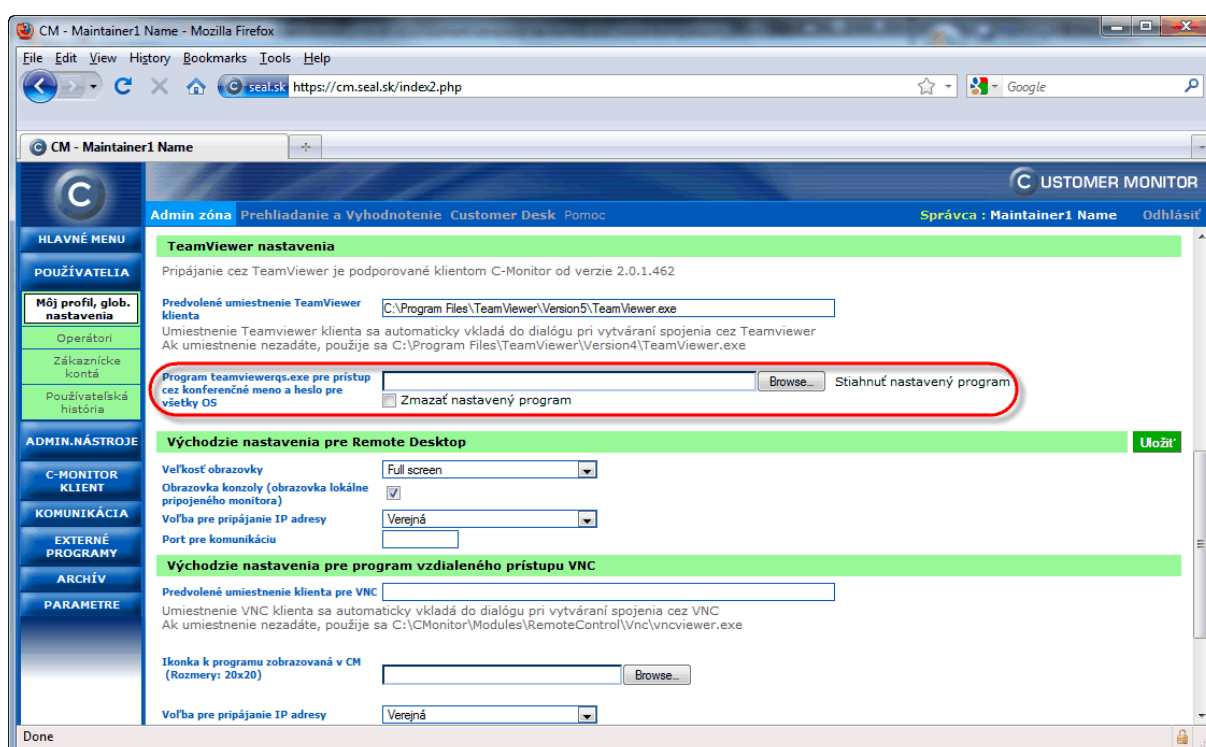 CM - Maintainer1 Name - Mozilla Firefox
File Edit View History Bookmarks Tools Help
seal.sk https://cm.seal.sk/index2.php
Google
CM - Maintainer1 Name
C
C USTOMER MONITOR
Admin zóna Prehliadanie a Vyhodnotenie Customer Desk Pomoc
Správca : Maintainer1 Name Odhlásiť
HLAVNÉ MENU
POUŽÍVATELIA
Môj profil, glob.
nastavenia
Operátori
Zákaznícke
kontá
Používateľská
história
ADMIN.NÁSTROJE
C-MONITOR
KLIENT
KOMUNIKÁCIA
EXTERNÉ
PROGRAMY
ARCHÍV
PARAMETRE
TeamViewer nastavenia
Pripájanie cez TeamViewer je podporované klientom C-Monitor od verzie 2.0.1.462
Predvolené umiestnenie TeamViewer
klienta
C:\Program Files\TeamViewer\Version5\TeamViewer.exe
Umiestnenie Teamviewer klienta sa automaticky vkladá do dialógu pri vytváraní spojenia cez Teamviewer
Ak umiestnenie nezadáte, použije sa C:\Program Files\TeamViewer\Version4\TeamViewer.exe
Program teamviewerqs.exe pre prístup
cez konferenčné meno a heslo pre
všetky OS
Browse... Stiahnuť nastavený program
Zmazať nastavený program
Východzie nastavenia pre Remote Desktop
Uložiť
Veľkosť obrazovky Full screen
Obrazovka konzoly (obrazovka lokálne
pripojeného monitora)
Voľba pre pripájanie IP adresy Verejná
Port pre komunikáciu
Východzie nastavenia pre program vzdialeného prístupu VNC
Predvolené umiestnenie klienta pre VNC
Umiestnenie VNC klienta sa automaticky vkladá do dialógu pri vytváraní spojenia cez VNC
Ak umiestnenie nezadáte, použije sa C:\CMonitor\Modules\RemoteControl\Vnc\vncviewer.exe
Ikonka k programu zobrazovaná v CM
(Rozmery: 20x20)
Browse...
Voľba pre pripájanie IP adresy Verejná
Done